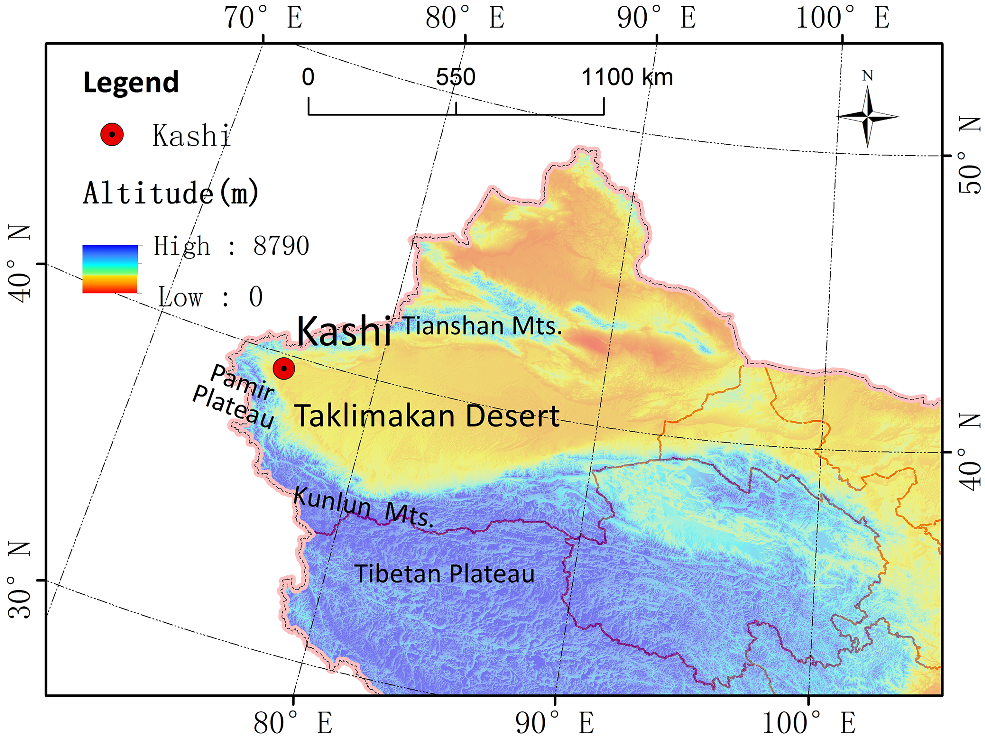 70° E 80° E 90° E 100° E
Legend
0 550 1100 km
N
Kashi
Altitude(m)
High : 8790
Low : 0
50° N
40° N
Kashi
Tianshan Mts.
Pamir
Plateau
Taklimakan Desert
40° N
Kunlun Mts.
Tibetan Plateau
30° N
80° E 90° E 100° E